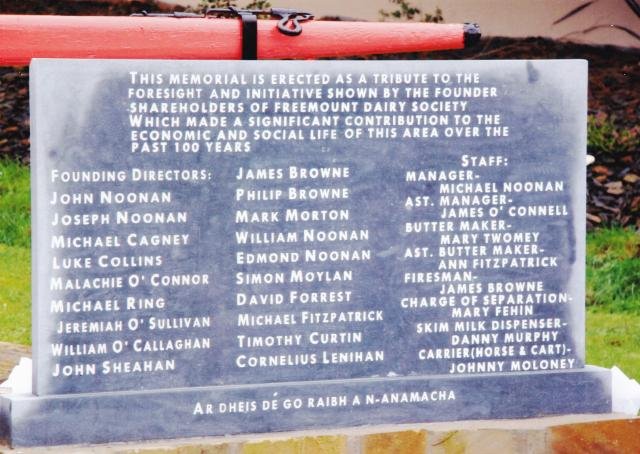 THIS MEMORIAL IS ERECTED AS A TRIBUTE TO THE
FORESIGHT AND INITIATIVE SHOWN BY THE FOUNDER
SHAREHOLDERS OF FREEMOUNT DAIRY SOCIETY
WHICH MADE A SIGNIFICANT CONTRIBUTION TO THE
ECONOMIC AND SOCIAL LIFE OF THIS AREA OVER THE
PAST 100 YEARS
FOUNDING DIRECTORS:
JOHN NOONAN
JOSEPH NOONAN
MICHAEL CAGNEY
LUKE COLLINS
MALACHIE O' CONNOR
MICHAEL RING
JEREMIAH O' SULLIVAN
WILLIAM O' CALLAGHAN
JOHN SHEAHAN
JAMES BROWNE
PHILIP BROWNE
MARK MORTON
WILLIAM NOONAN
EDMOND NOONAN
SIMON MOYLAN
DAVID FORREST
MICHAEL FITZPATRICK
TIMOTHY CURTIN
CORNELIUS LENIHAN
STAFF:
MANAGER-
MICHAEL NOONAN
AST. MANAGER-
JAMES O' CONNELL
BUTTER MAKER-
MARY TWOMEY
AST. BUTTER MAKER-
ANN FITZPATRICK
FIRESMAN-
JAMES BROWNE
CHARGE OF SEPARATION-
MARY FEHIN
SKIM MILK DISPENSER-
DANNY MURPHY
CARRIER(HORSE & CART)-
JOHNNY MOLONEY
AR DHEIS DÉ GO RAIBH A N-ANAMACHA